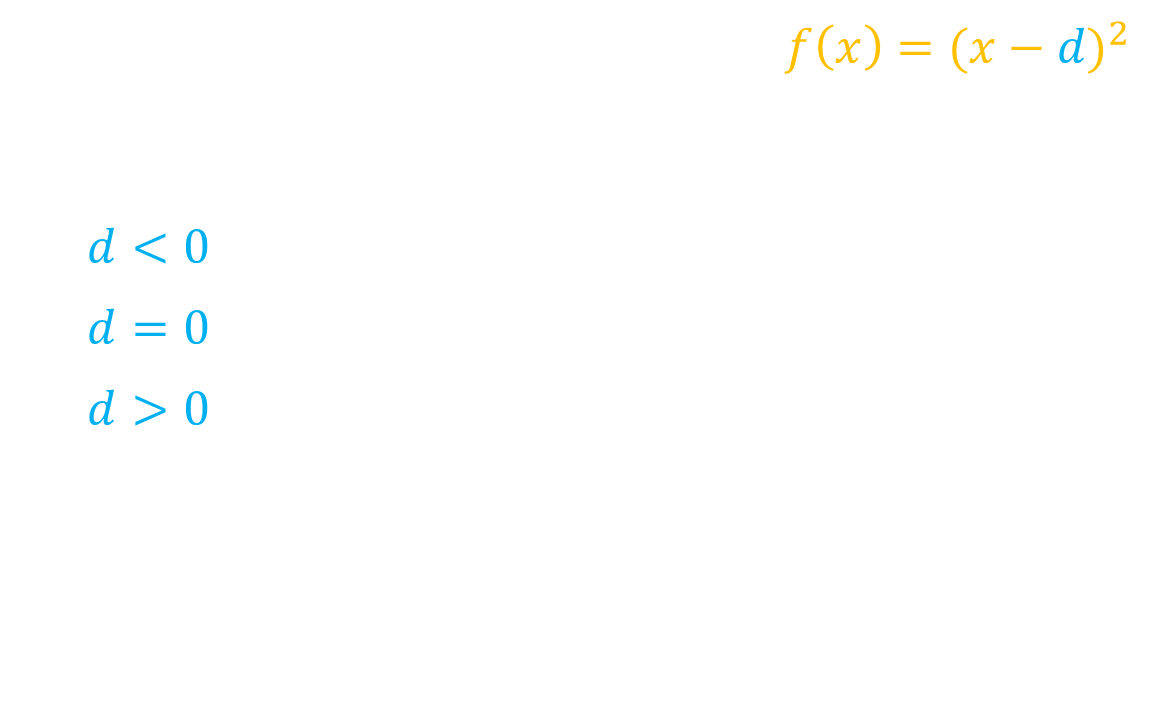 f(x) = (x − d)²
d < 0
d = 0
d > 0